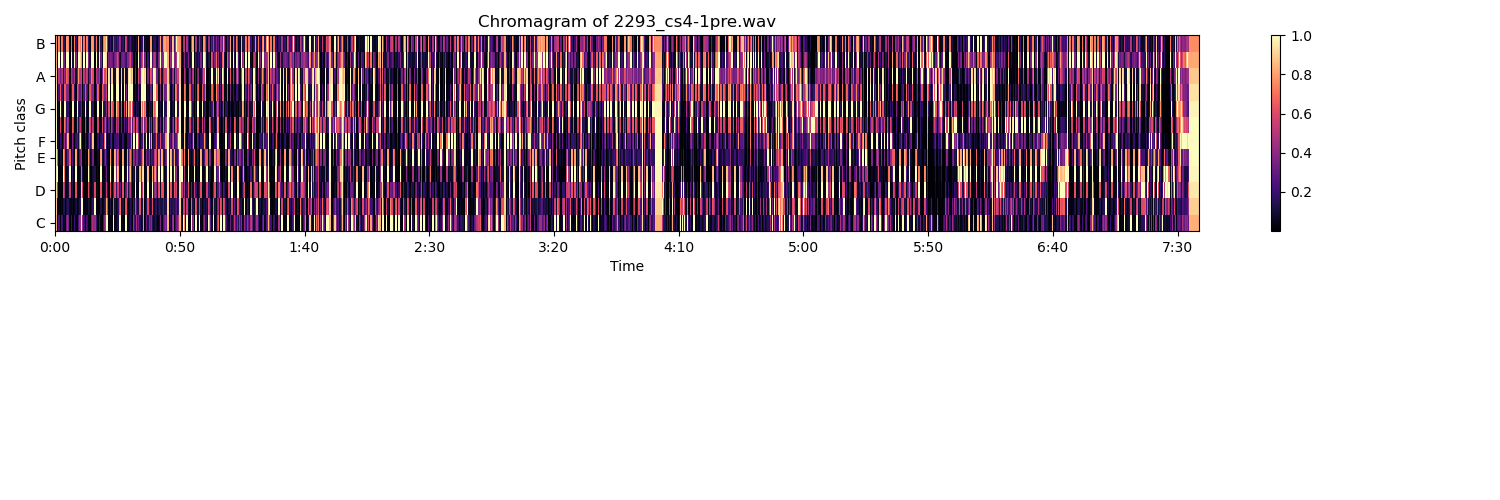 Chromagram of 2293_cs4-1pre.wav
Pitch class
B
A
G
F
E
D
C
0:00 0:50 1:40 2:30 3:20 4:10 5:00 5:50 6:40 7:30
Time
1.0
0.8
0.6
0.4
0.2